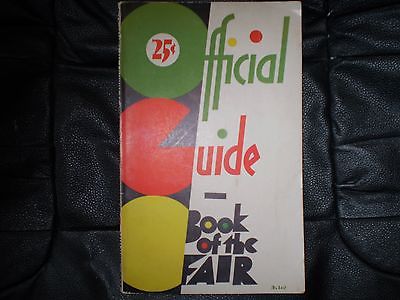 25¢
Official
Guide
Book
of the
FAIR